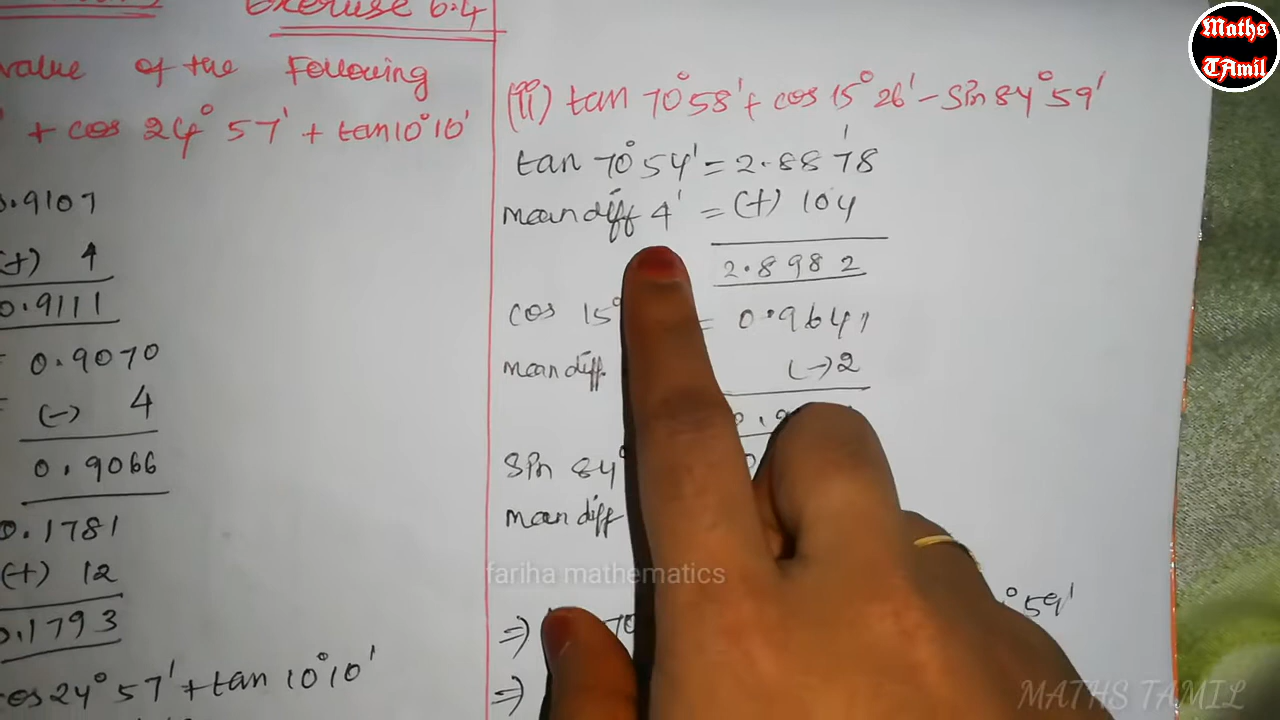 Exercise 6.4
value of the Following
+ cos 24° 57' + tan 10° 10'
0.9107
(+) 4
0.9111
= 0.9070
(-) 4
0.9066
0.1781
(+) 12
0.1793
cos 24° 57' + tan 10° 10'
(ii) tan 70° 58' + cos 15° 26' - Sin 84° 59'
tan 70° 54' = 2.8878
mean diff 4' = (+) 104
2.8982
cos 15° = 0.9641
mean diff (-) 2
Sin 84°
mean diff
⇒ 70 ° 59'
⇒
Maths
TAmil
fariha mathematics
MATHS TAMIL